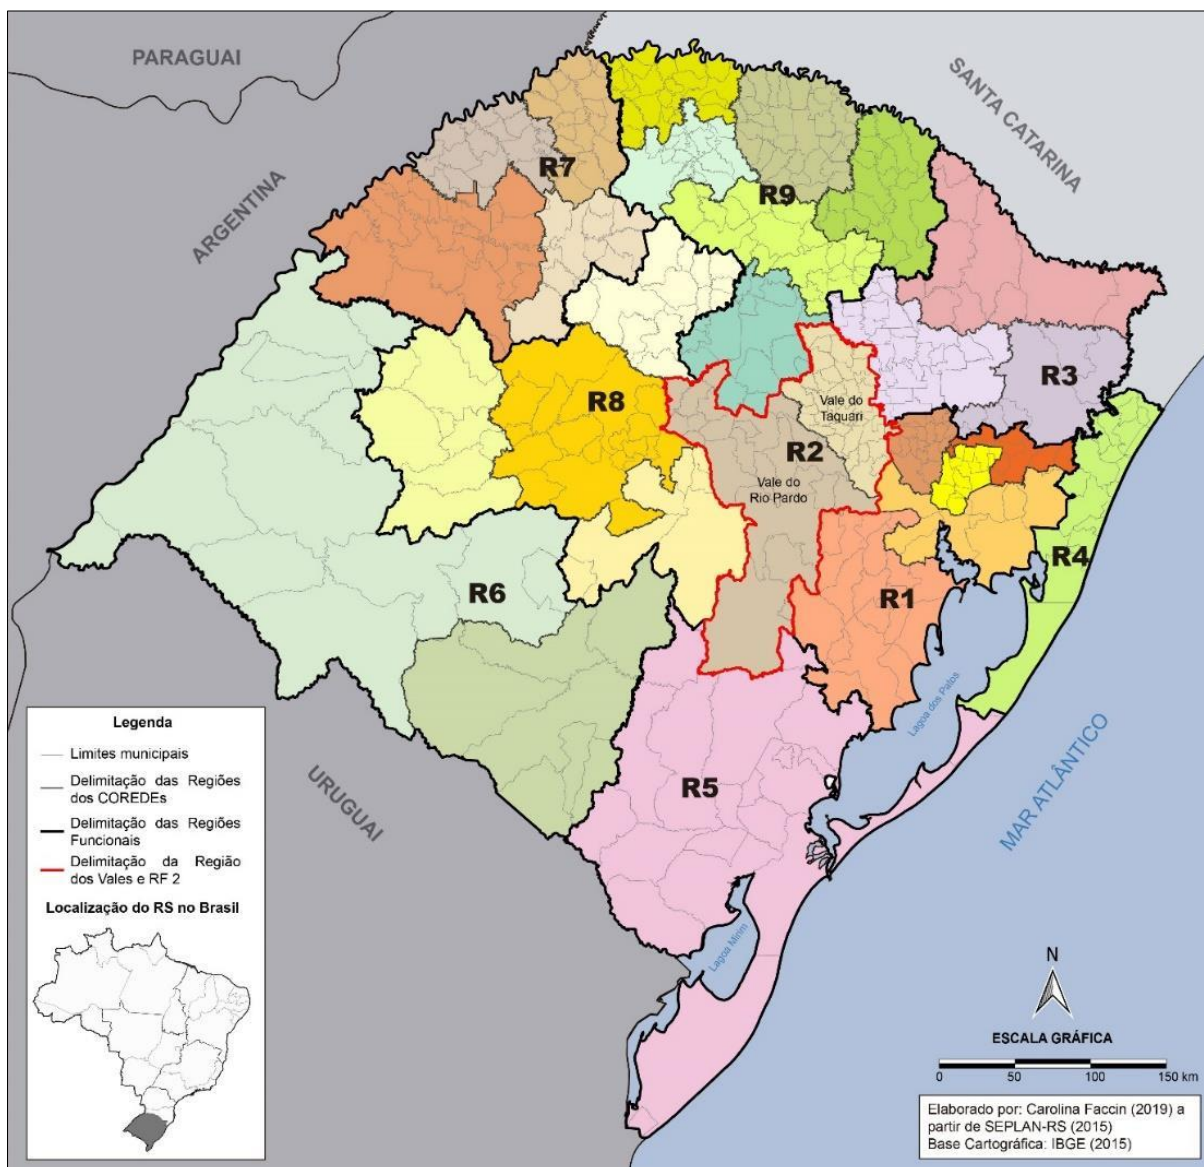 PARAGUAI
SANTA CATARINA
ARGENTINA
R7
R9
R3
Vale do
Taquari
R8
R2
Vale do
Rio Pardo
R4
R6
R1
Lagoa dos Patos
MAR ATLÂNTICO
R5
URUGUAI
Lagoa Mirim
Legenda
Limites municipais
Delimitação das Regiões
dos COREDEs
Delimitação das Regiões
Funcionais
Delimitação da Região
dos Vales e RF 2
Localização do RS no Brasil
N
ESCALA GRÁFICA
0 50 100 150 km
Elaborado por: Carolina Faccin (2019) a
partir de SEPLAN-RS (2015)
Base Cartográfica: IBGE (2015)